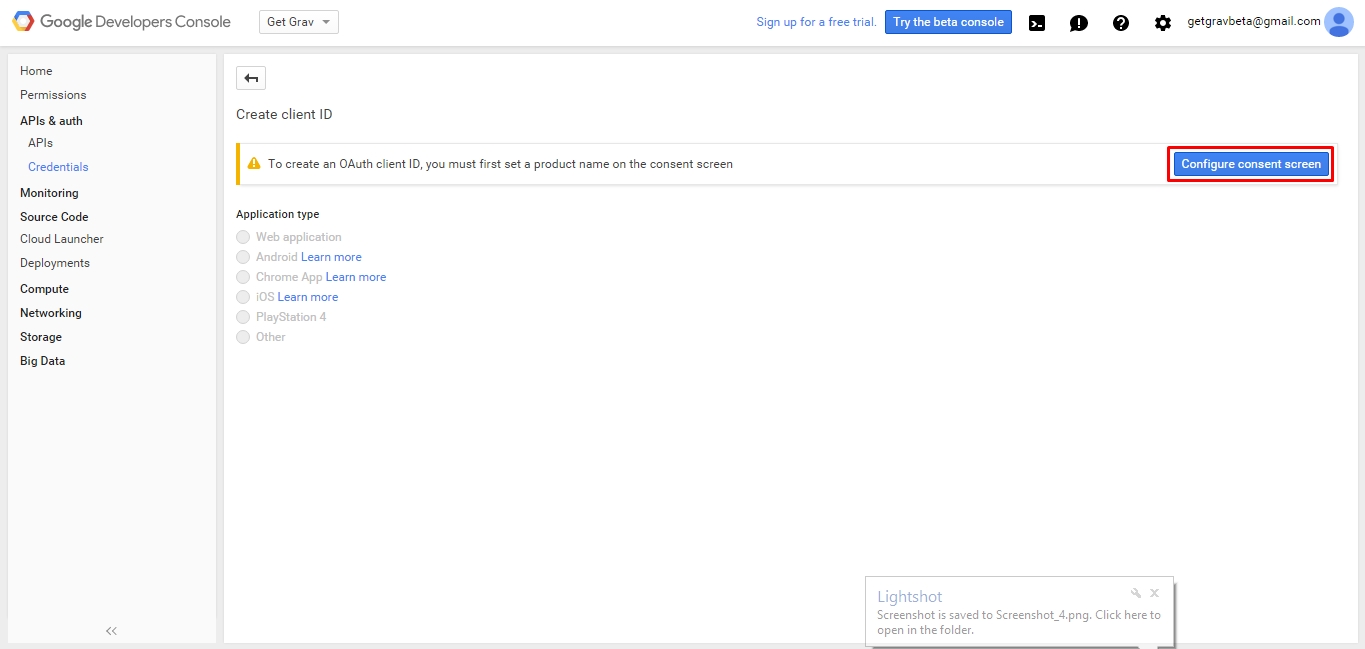 Google Developers Console
Get Grav
Sign up for a free trial.
Try the beta console
getgravbeta@gmail.com
Home
Permissions
APIs & auth
APIs
Credentials
Monitoring
Source Code
Cloud Launcher
Deployments
Compute
Networking
Storage
Big Data
Create client ID
To create an OAuth client ID, you must first set a product name on the consent screen
Configure consent screen
Application type
Web application
Android Learn more
Chrome App Learn more
iOS Learn more
PlayStation 4
Other
Lightshot
Screenshot is saved to Screenshot_4.png. Click here to
open in the folder.